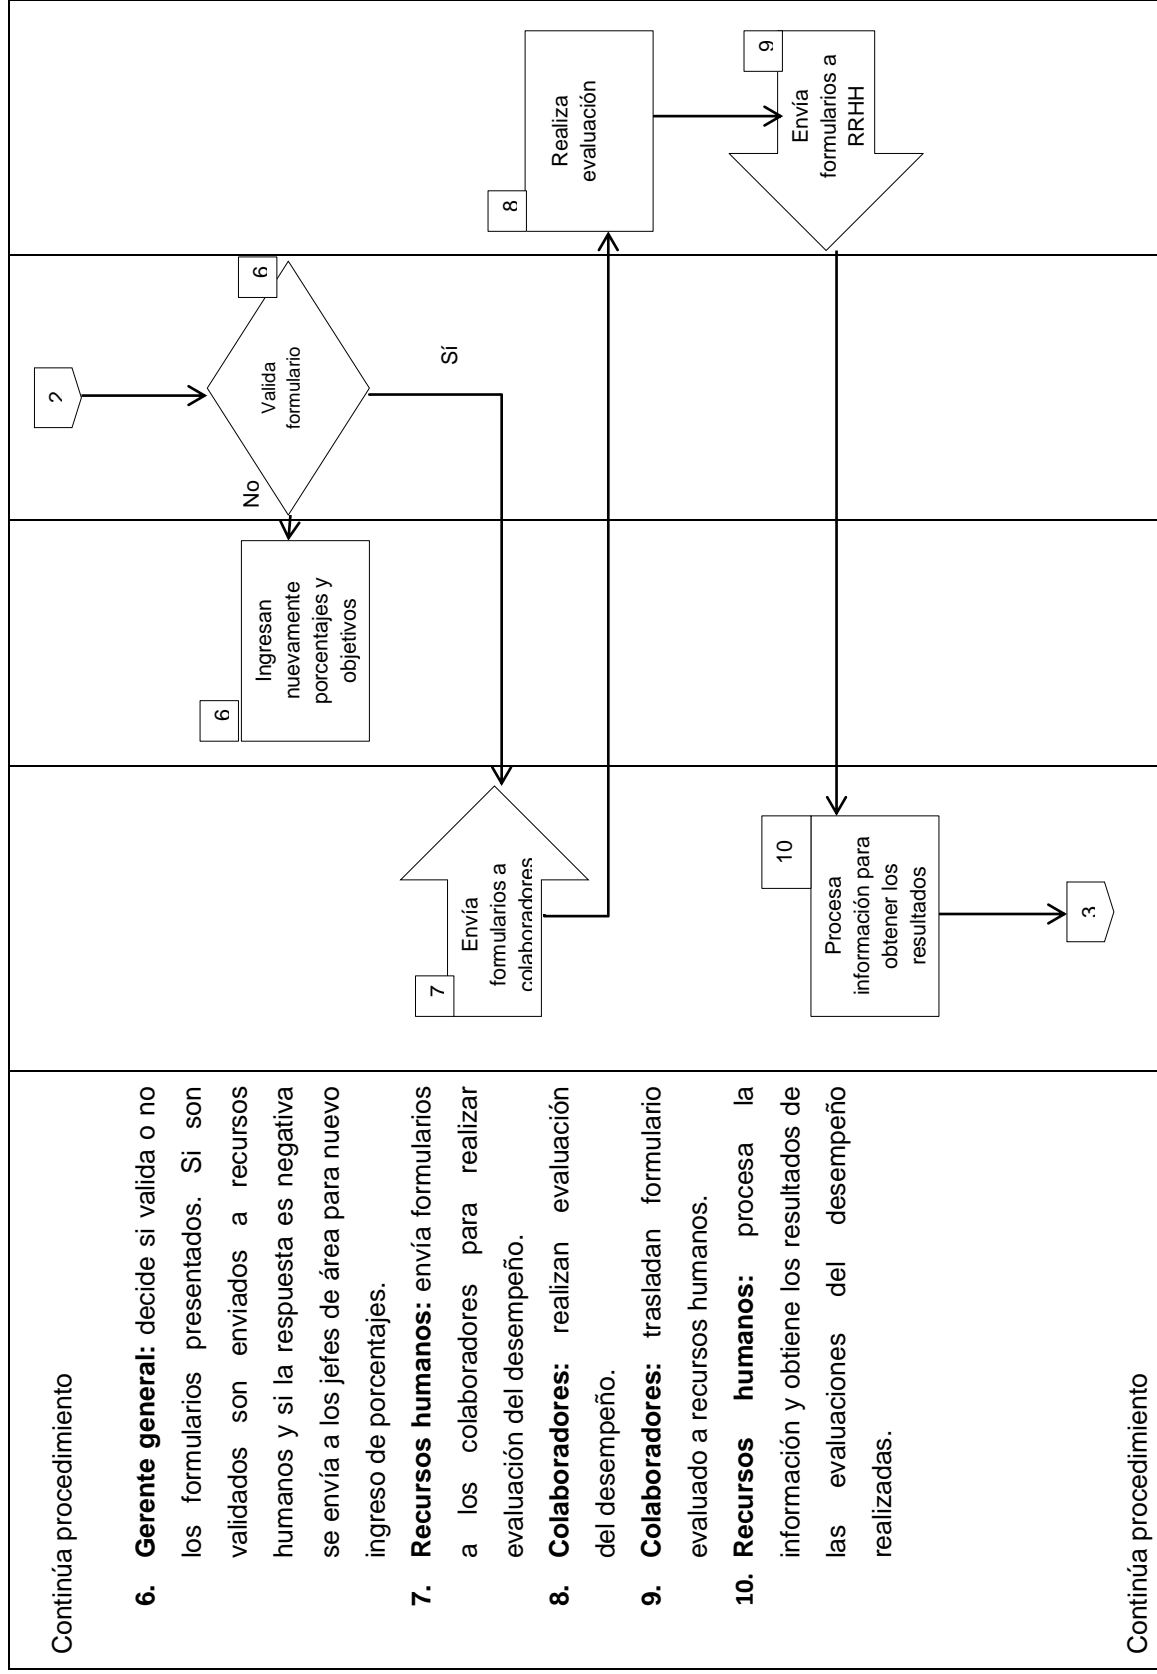 Continúa procedimiento
6. Gerente general: decide si valida o no
los formularios presentados. Si son
validados son enviados a recursos
humanos y si la respuesta es negativa
se envía a los jefes de área para nuevo
ingreso de porcentajes.
7. Recursos humanos: envía formularios
a los colaboradores para realizar
evaluación del desempeño.
8. Colaboradores: realizan evaluación
del desempeño.
9. Colaboradores: trasladan formulario
evaluado a recursos humanos.
10. Recursos humanos: procesa la
información y obtiene los resultados de
las evaluaciones del desempeño
realizadas.
Continúa procedimiento
2
6
Valida
formulario
No
Sí
6
Ingresan
nuevamente
porcentajes y
objetivos
7
Envía
formularios a
colaboradores
8
Realiza
evaluación
9
Envía
formularios a
RRHH
10
Procesa
información para
obtener los
resultados
3